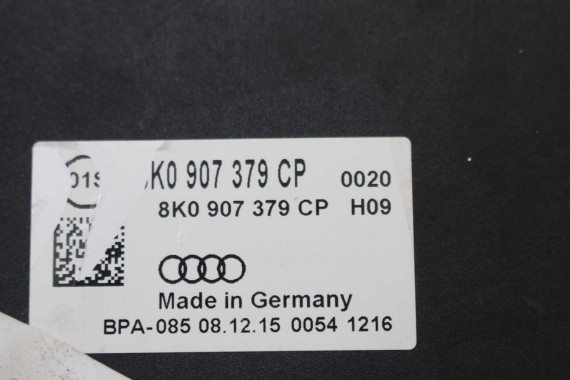 8K0 907 379 CP 0020
8K0 907 379 CP H09
Made in Germany
BPA-085 08.12.15 0054 1216